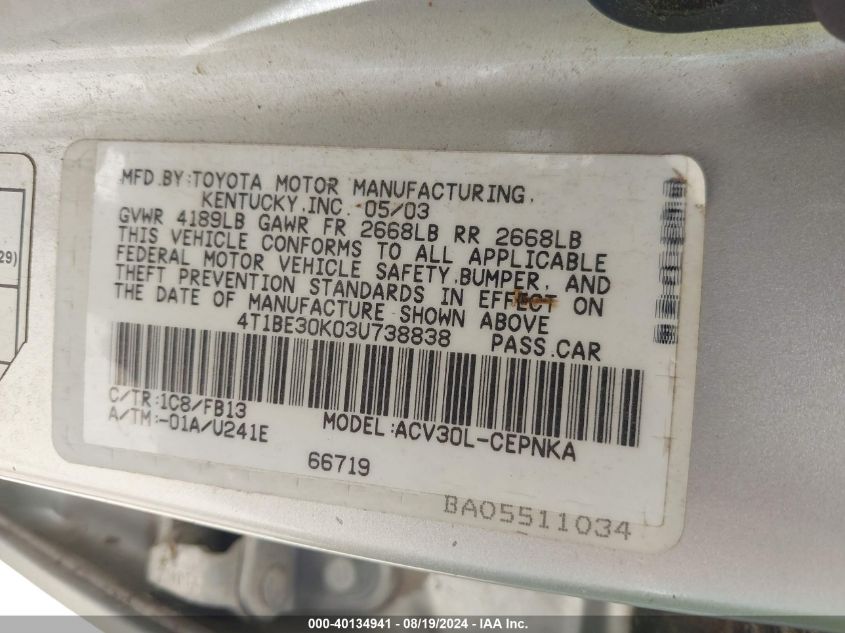 MFD.BY:TOYOTA MOTOR MANUFACTURING,
KENTUCKY,INC. 05/03
GVWR 4189LB GAWR FR 2668LB RR 2668LB
THIS VEHICLE CONFORMS TO ALL APPLICABLE
FEDERAL MOTOR VEHICLE SAFETY,BUMPER, AND
THEFT PREVENTION STANDARDS IN EFFECT ON
THE DATE OF MANUFACTURE SHOWN ABOVE
4T1BE30K03U738838 PASS.CAR
C/TR:1C8/FB13
A/TM:-01A/U241E
MODEL:ACV30L-CEPNKA
66719
BA05511034
29)
000-40134941 - 08/19/2024 - IAA Inc.